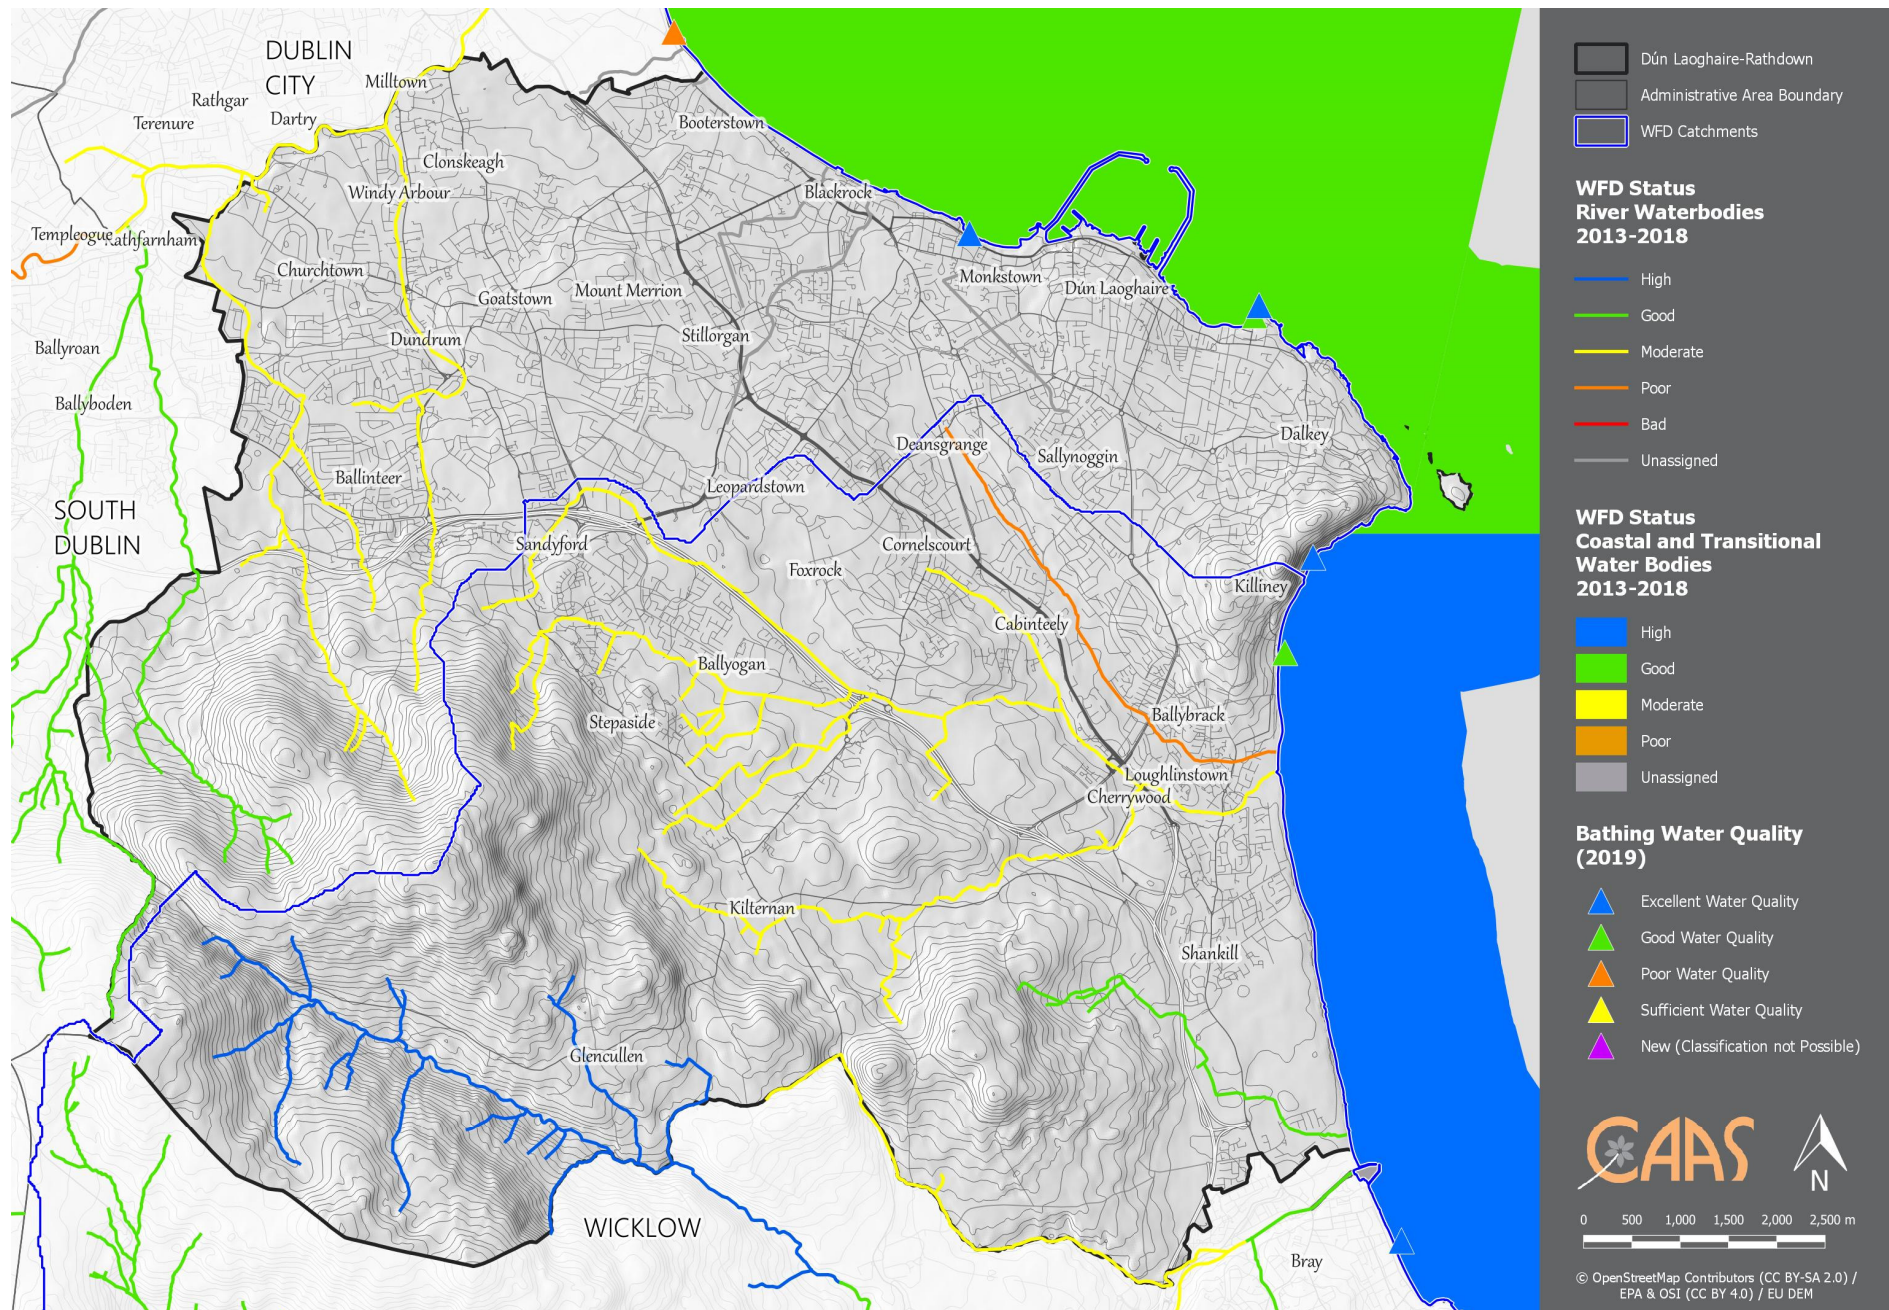 DUBLIN
CITY
Milltown
Rathgar
Terenure
Dartry
Booterstown
Clonskeagh
Windy Arbour
Blackrock
Templeogue
Rathfarnham
Churchtown
Goatstown
Mount Merrion
Monkstown
Dún Laoghaire
Stillorgan
Dundrum
Ballyroan
Ballyboden
Deansgrange
Dalkey
Sallynoggin
Ballinteer
Leopardstown
SOUTH
DUBLIN
Sandyford
Cornelscourt
Foxrock
Killiney
Cabinteely
Ballyogan
Stepaside
Ballybrack
Loughlinstown
Cherrywood
Kilternan
Shankill
Glencullen
WICKLOW
Bray
Dún Laoghaire-Rathdown
Administrative Area Boundary
WFD Catchments
WFD Status
River Waterbodies
2013-2018
High
Good
Moderate
Poor
Bad
Unassigned
WFD Status
Coastal and Transitional
Water Bodies
2013-2018
High
Good
Moderate
Poor
Unassigned
Bathing Water Quality
(2019)
Excellent Water Quality
Good Water Quality
Poor Water Quality
Sufficient Water Quality
New (Classification not Possible)
CAAS
N
0 500 1,000 1,500 2,000 2,500 m
© OpenStreetMap Contributors (CC BY-SA 2.0) /
EPA & OSI (CC BY 4.0) / EU DEM